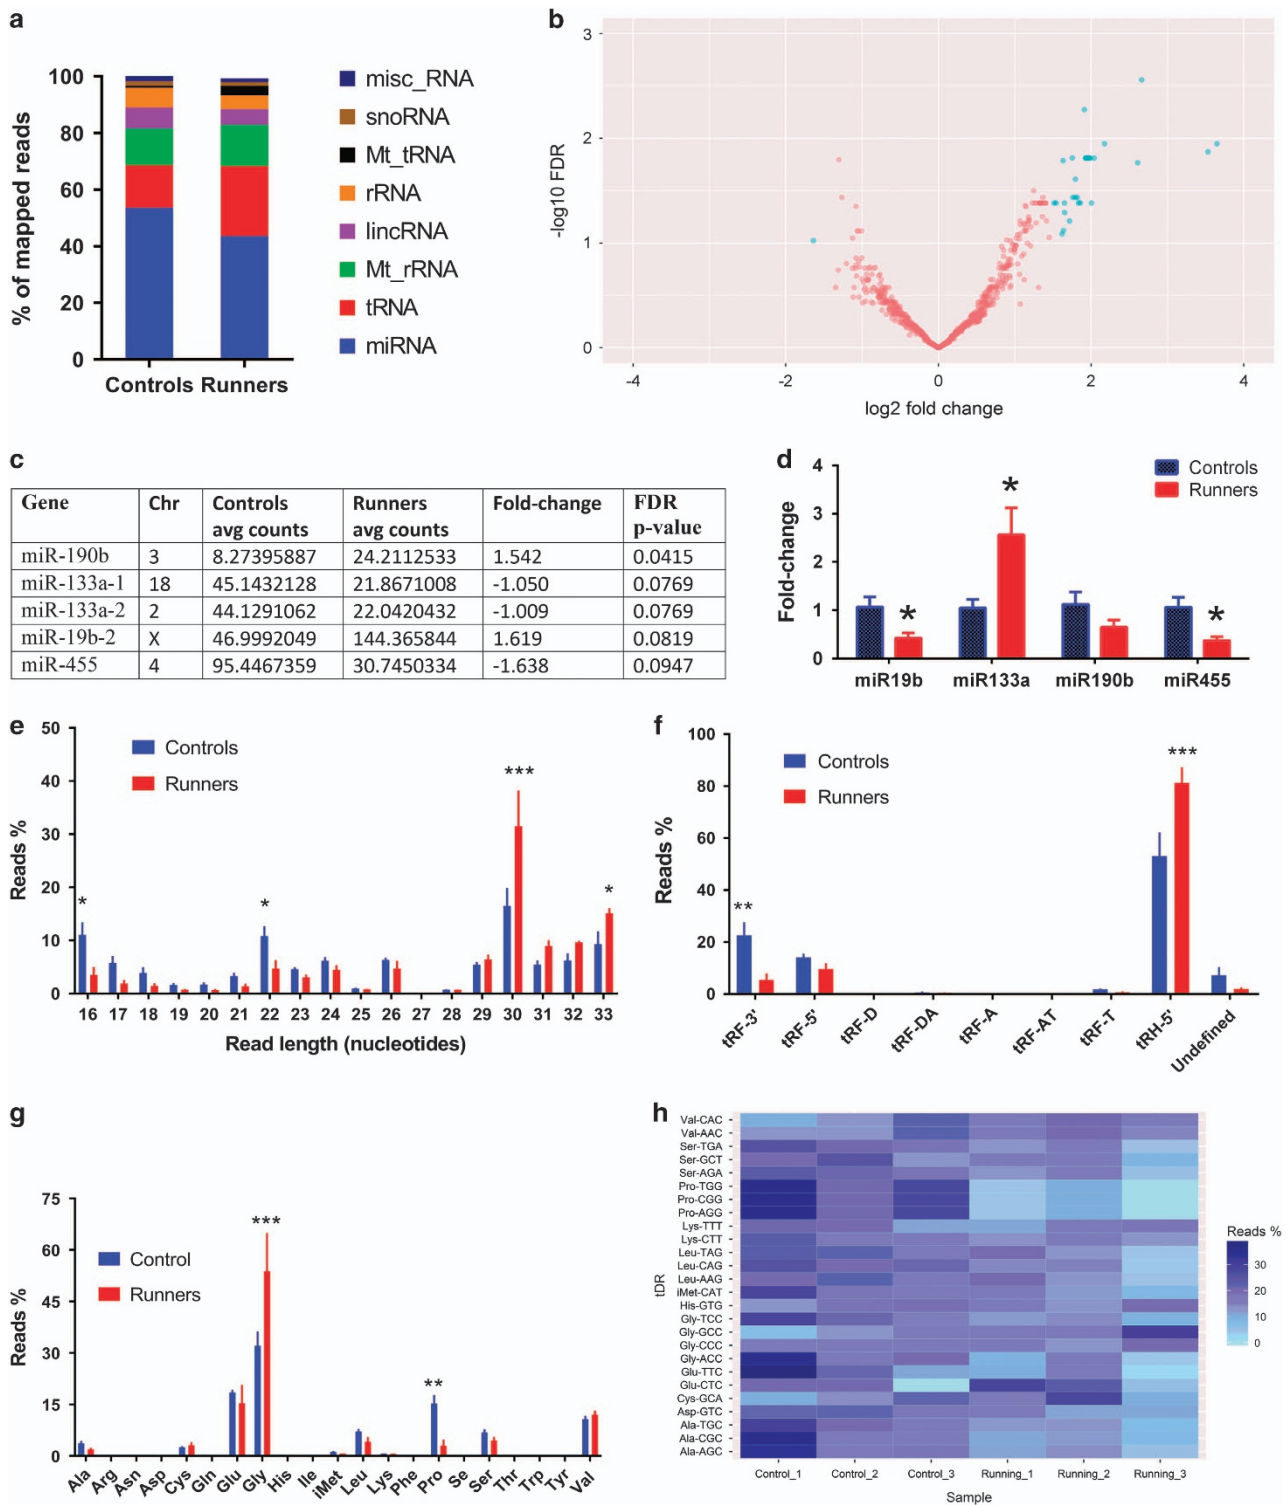 a
% of mapped reads
100
80
60
40
20
0
Controls Runners
misc_RNA
snoRNA
Mt_tRNA
rRNA
lincRNA
Mt_rRNA
tRNA
miRNA
b
-log10 FDR
3
2
1
0
-4 -2 0 2 4
log2 fold change
c
Gene Chr Controls avg counts Runners avg counts Fold-change FDR p-value
miR-190b 3 8.27395887 24.2112533 1.542 0.0415
miR-133a-1 18 45.1432128 21.8671008 -1.050 0.0769
miR-133a-2 2 44.1291062 22.0420432 -1.009 0.0769
miR-19b-2 X 46.9992049 144.365844 1.619 0.0819
miR-455 4 95.4467359 30.7450334 -1.638 0.0947
d
Fold-change
4
3
2
1
0
Controls
Runners
* * *
miR19b miR133a miR190b miR455
e
Reads %
50
40
30
20
10
0
Controls
Runners
* * *** *
16 17 18 19 20 21 22 23 24 25 26 27 28 29 30 31 32 33
Read length (nucleotides)
f
Reads %
100
80
60
40
20
0
Controls
Runners
** ***
tRF-3' tRF-5' tRF-D tRF-DA tRF-A tRF-AT tRF-T tRH-5' Undefined
g
Reads %
75
60
45
30
15
0
Control
Runners
*** **
Ala Arg Asn Asp Cys Gln Glu Gly His Ile iMet Leu Lys Phe Pro Se Ser Thr Trp Tyr Val
h
tDR
Val-CAC
Val-AAC
Ser-TGA
Ser-GCT
Ser-AGA
Pro-TGG
Pro-CGG
Pro-AGG
Lys-TTT
Lys-CTT
Leu-TAG
Leu-CAG
Leu-AAG
iMet-CAT
His-GTG
Gly-TCC
Gly-GCC
Gly-CCC
Gly-ACC
Glu-TTC
Glu-CTC
Cys-GCA
Asp-GTC
Ala-TGC
Ala-CGC
Ala-AGC
Control_1 Control_2 Control_3 Running_1 Running_2 Running_3
Sample
Reads %
30
20
10
0